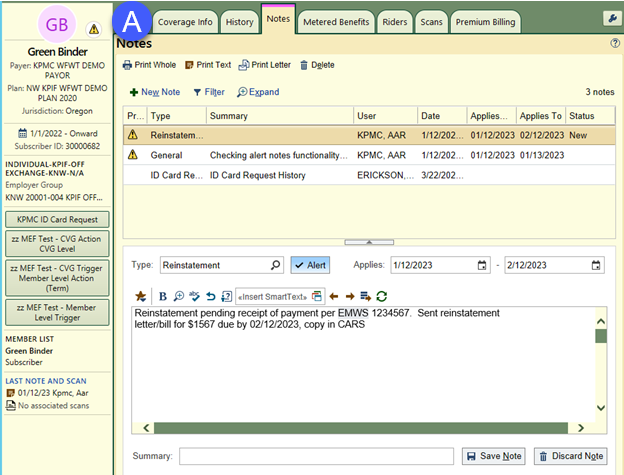 GB
Green Binder
Payer: KPMC WFWT DEMO
PAYOR
Plan: NW KPIF WFWT DEMO
PLAN 2020
Jurisdiction: Oregon
1/1/2022 - Onward
Subscriber ID: 30000682
INDIVIDUAL-KPIF-OFF
EXCHANGE-KNW-N/A
Employer Group
KNW 20001-004 KPIF OFF...
KPMC ID Card Request
zz MEF Test - CVG Action
CVG Level
zz MEF Test - CVG Trigger
Member Level Action
(Term)
zz MEF Test - Member
Level Trigger
MEMBER LIST
Green Binder
Subscriber
LAST NOTE AND SCAN
01/12/23 Kpmc, Aar
No associated scans
A
Coverage Info History Notes Metered Benefits Riders Scans Premium Billing
Notes
Print Whole Print Text Print Letter Delete
New Note Filter Expand 3 notes
Pr... Type Summary User Date Applies... Applies To Status
Reinstatem... KPMC, AAR 1/12/202... 01/12/2023 02/12/2023 New
General Checking alert notes functionality... KPMC, AAR 1/12/202... 01/12/2023 01/13/2023
ID Card Re... ID Card Request History ERICKSON,... 3/22/202...
Type: Reinstatement Alert Applies: 1/12/2023 - 2/12/2023
B «Insert SmartText»
Reinstatement pending receipt of payment per EMWS 1234567. Sent reinstatement
letter/bill for $1567 due by 02/12/2023, copy in CARS
Summary: Save Note Discard Note